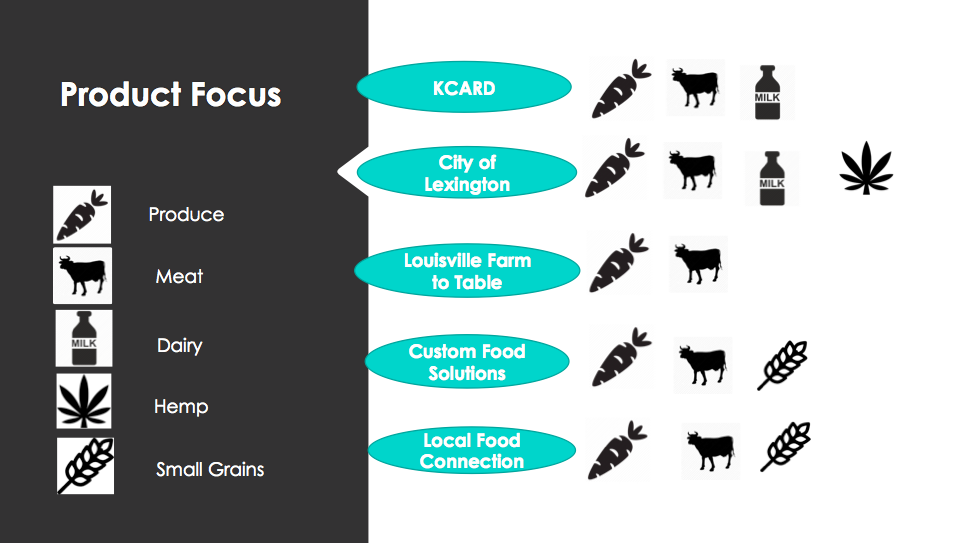 Product Focus
Produce
Meat
MILK
Dairy
Hemp
Small Grains
KCARD
MILK
City of
Lexington
MILK
Louisville Farm
to Table
Custom Food
Solutions
Local Food
Connection